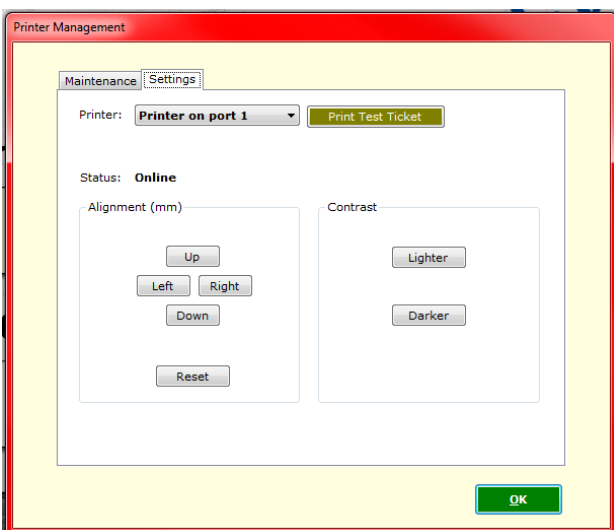 Printer Management
Maintenance Settings
Printer: Printer on port 1 Print Test Ticket
Status: Online
Alignment (mm) Contrast
Up
Lighter
Left Right
Down Darker
Reset
OK